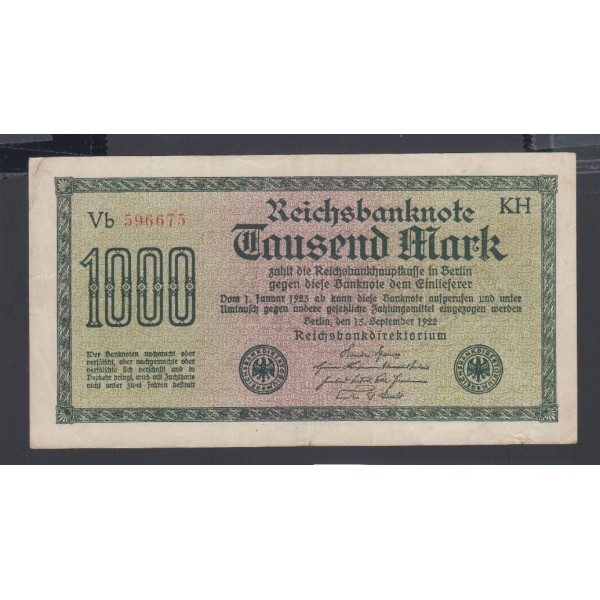 Vb 596675
Reichsbanknote
KH
Tausend Mark
1000
zahlt die Reichsbankhauptkasse in Berlin
gegen diese Banknote dem Einlieferer
Vom 1. Januar 1923 ab kann diese Banknote aufgerufen und unter
Umtausch gegen andere gesetzliche Zahlungsmittel eingezogen werden
Berlin, den 15. September 1922
Reichsbankdirektorium
Wer Banknoten nachmacht oder
verfälscht, oder nachgemachte oder
verfälschte sich verschafft und in
Verkehr bringt, wird mit Zuchthaus
nicht unter zwei Jahren bestraft
REICHSBANKDIREKTORIUM
REICHSBANKDIREKTORIUM